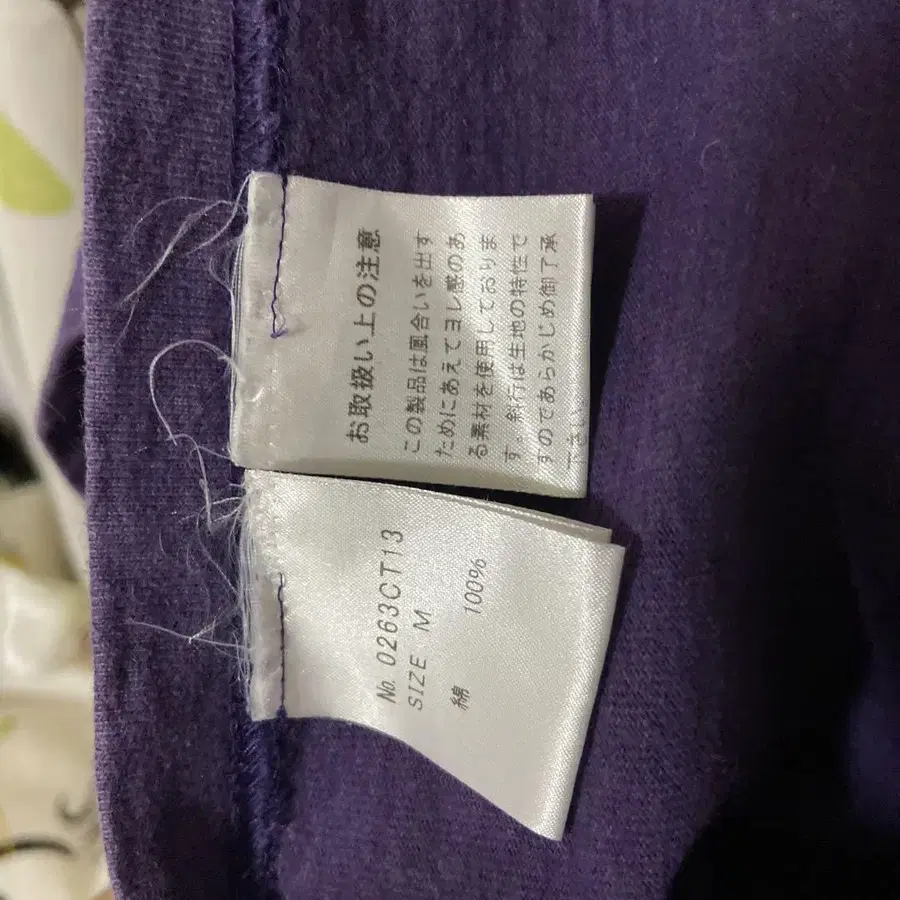 お取扱い上の注意
この製品は風合いを出す
ためにあえてヨレ感のあ
る素材を使用しておりま
す。斜行は生地の特性で
すのであらかじめ御了承
下さい
No. 0263CT13
SIZE M
綿 100%